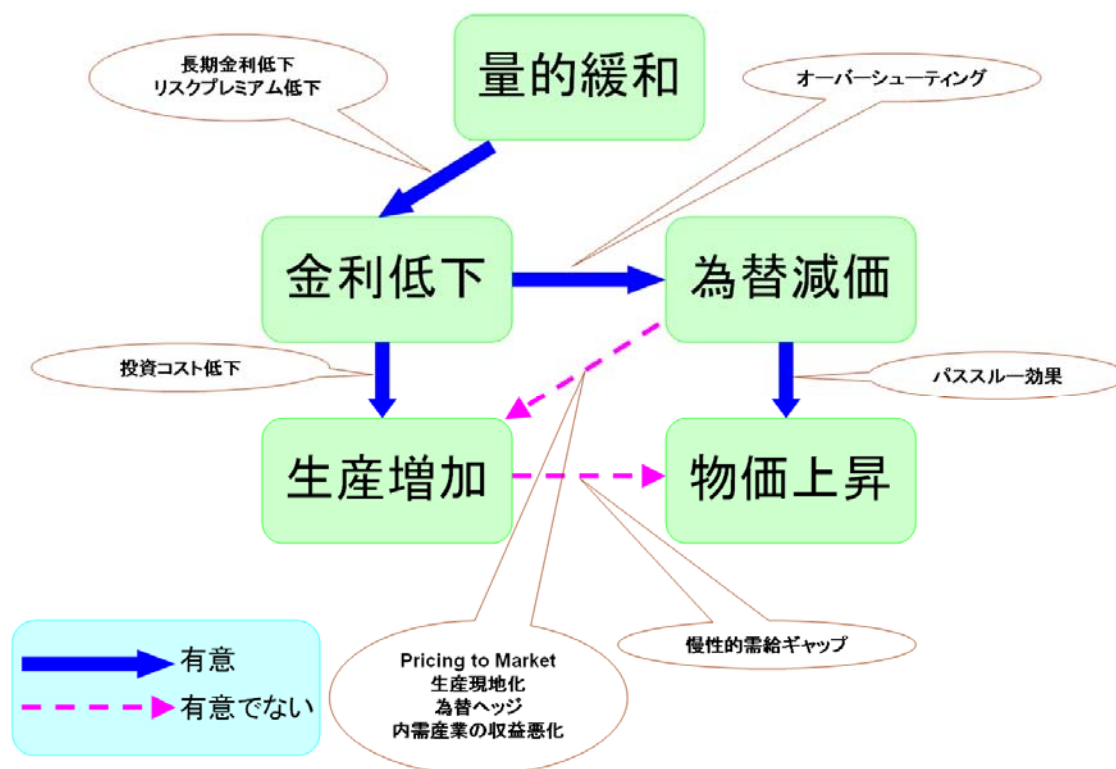 長期金利低下
リスクプレミアム低下
量的緩和
オーバーシューティング
金利低下
為替減価
投資コスト低下
パススルー効果
生産増加
物価上昇
有意
有意でない
Pricing to Market
生産現地化
為替ヘッジ
内需産業の収益悪化
慢性的需給ギャップ